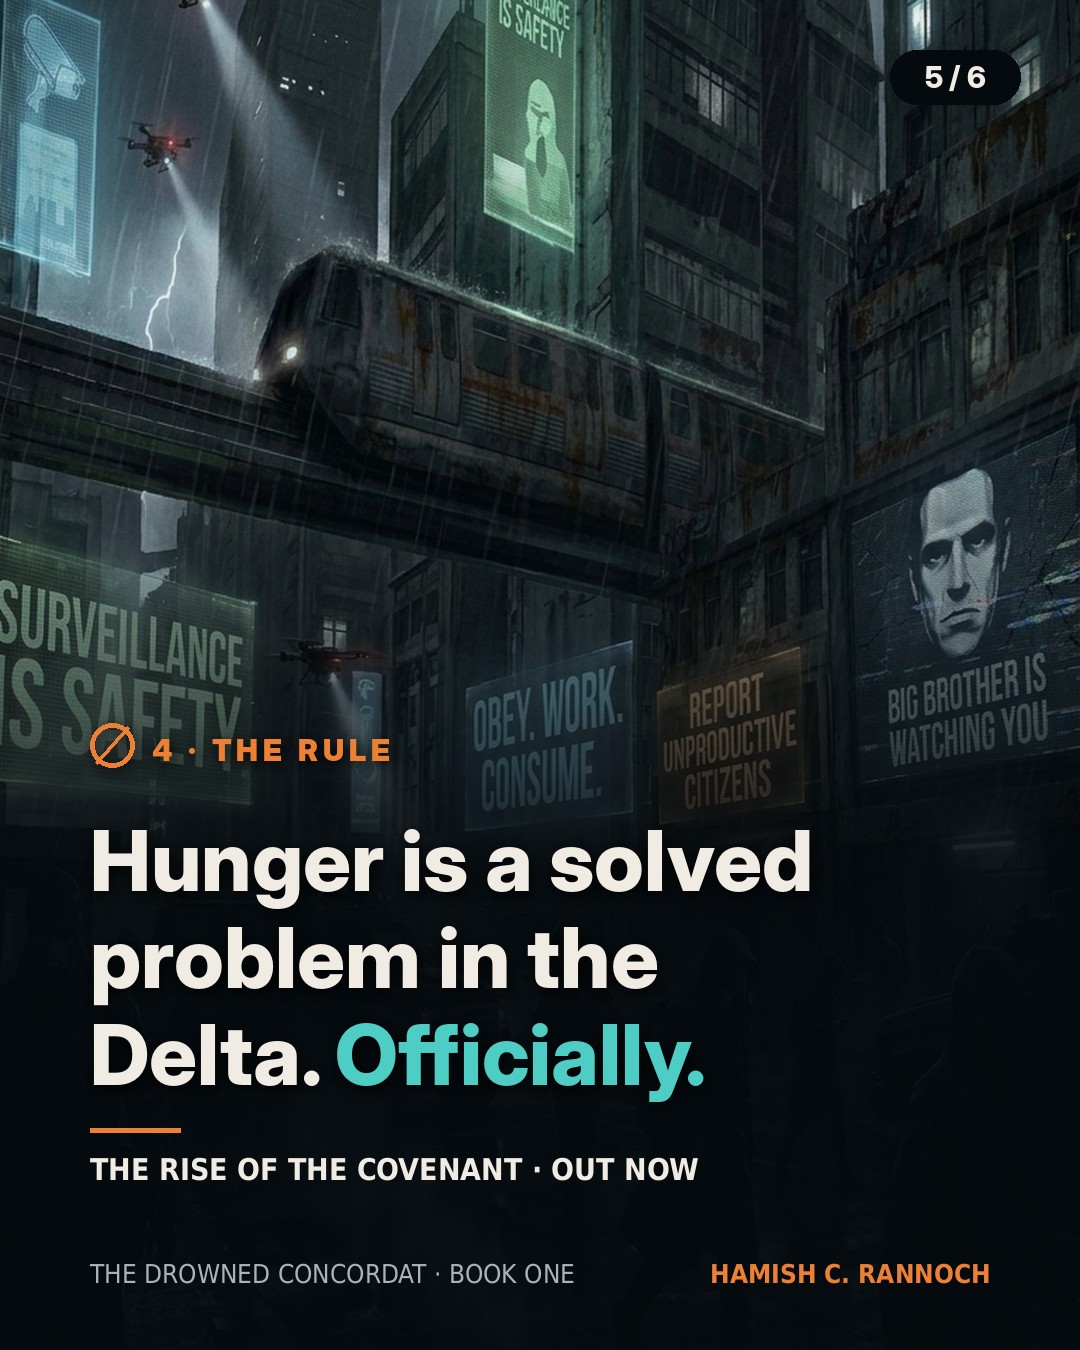 IS SAFETY
5/6
SURVEILLANCE
IS SAFETY.
OBEY. WORK.
CONSUME.
REPORT
UNPRODUCTIVE
CITIZENS
BIG BROTHER IS
WATCHING YOU
4 · THE RULE
Hunger is a solved
problem in the
Delta. Officially.
THE RISE OF THE COVENANT · OUT NOW
THE DROWNED CONCORDAT · BOOK ONE
HAMISH C. RANNOCH